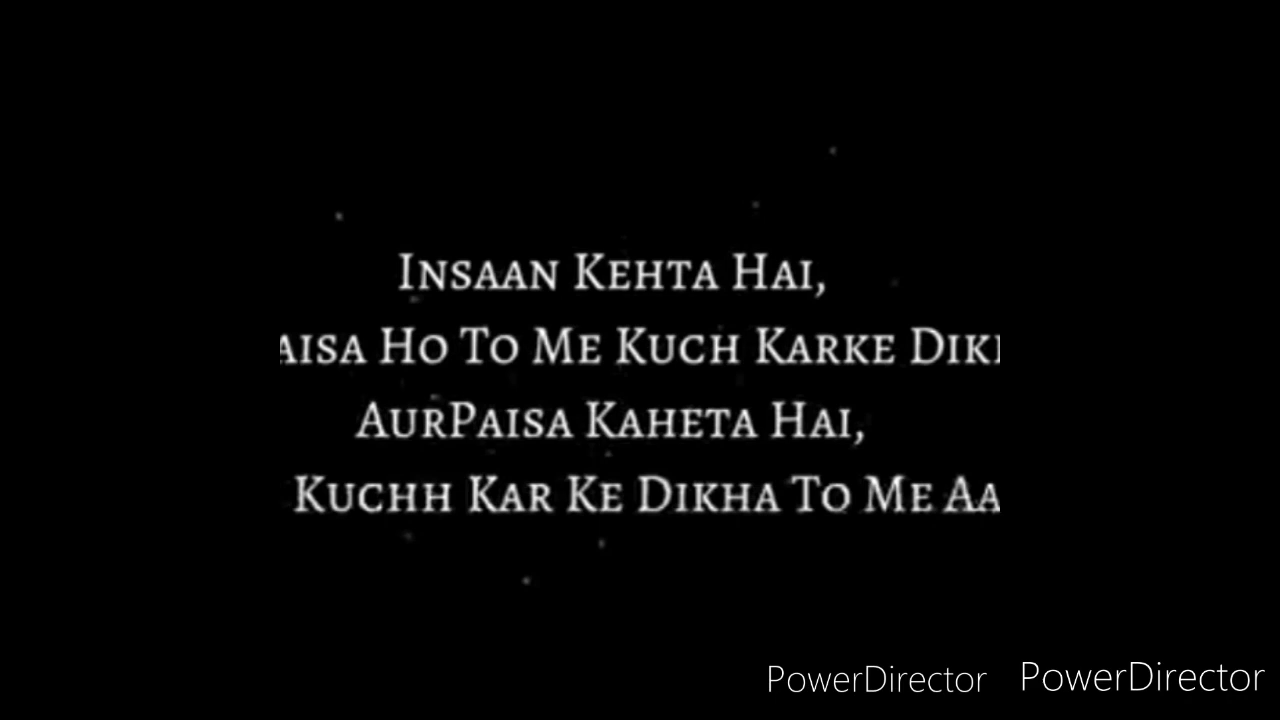 Insaan Kehta Hai,
Ho To Me Kuch Karke
AurPaisa Kaheta Hai,
Kuchh Kar Ke Dikha To Me
PowerDirector PowerDirector